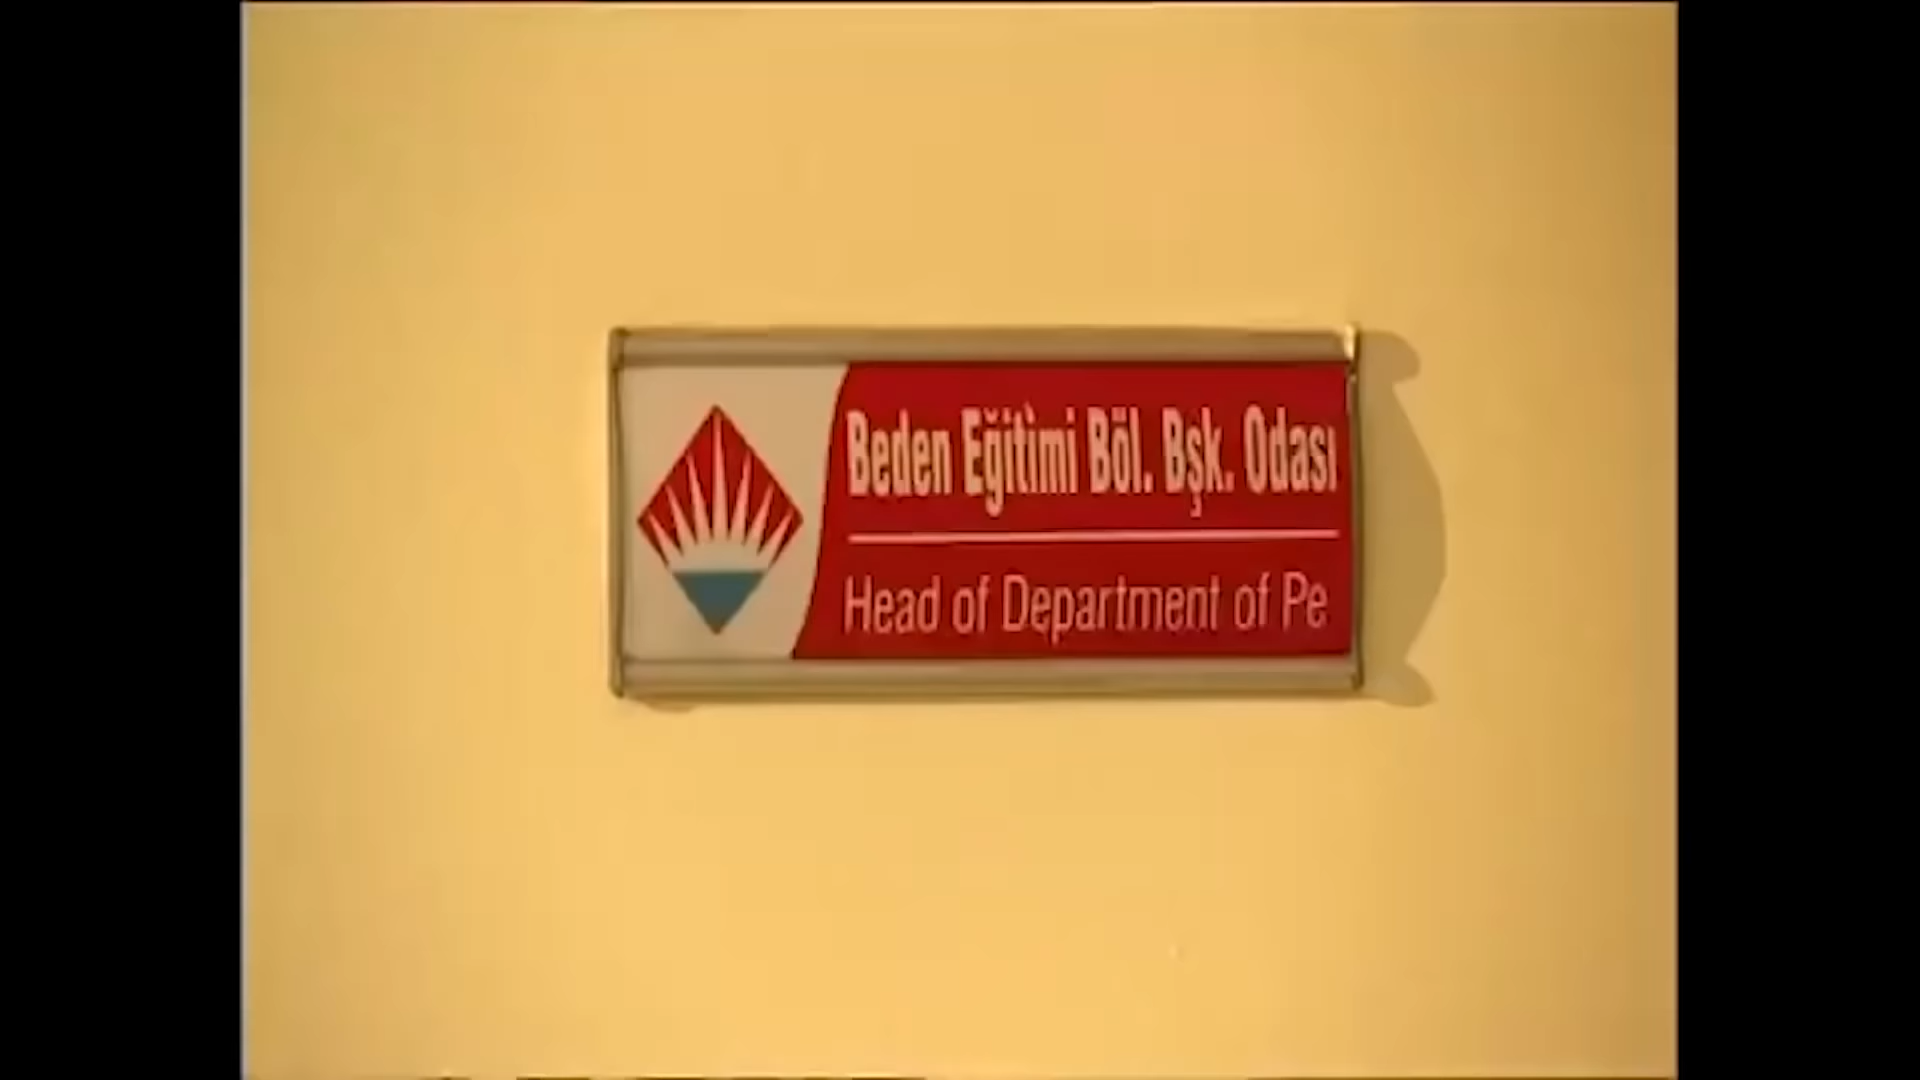 Beden Eğitimi Böl. Bşk. Odası
Head of Department of Pe